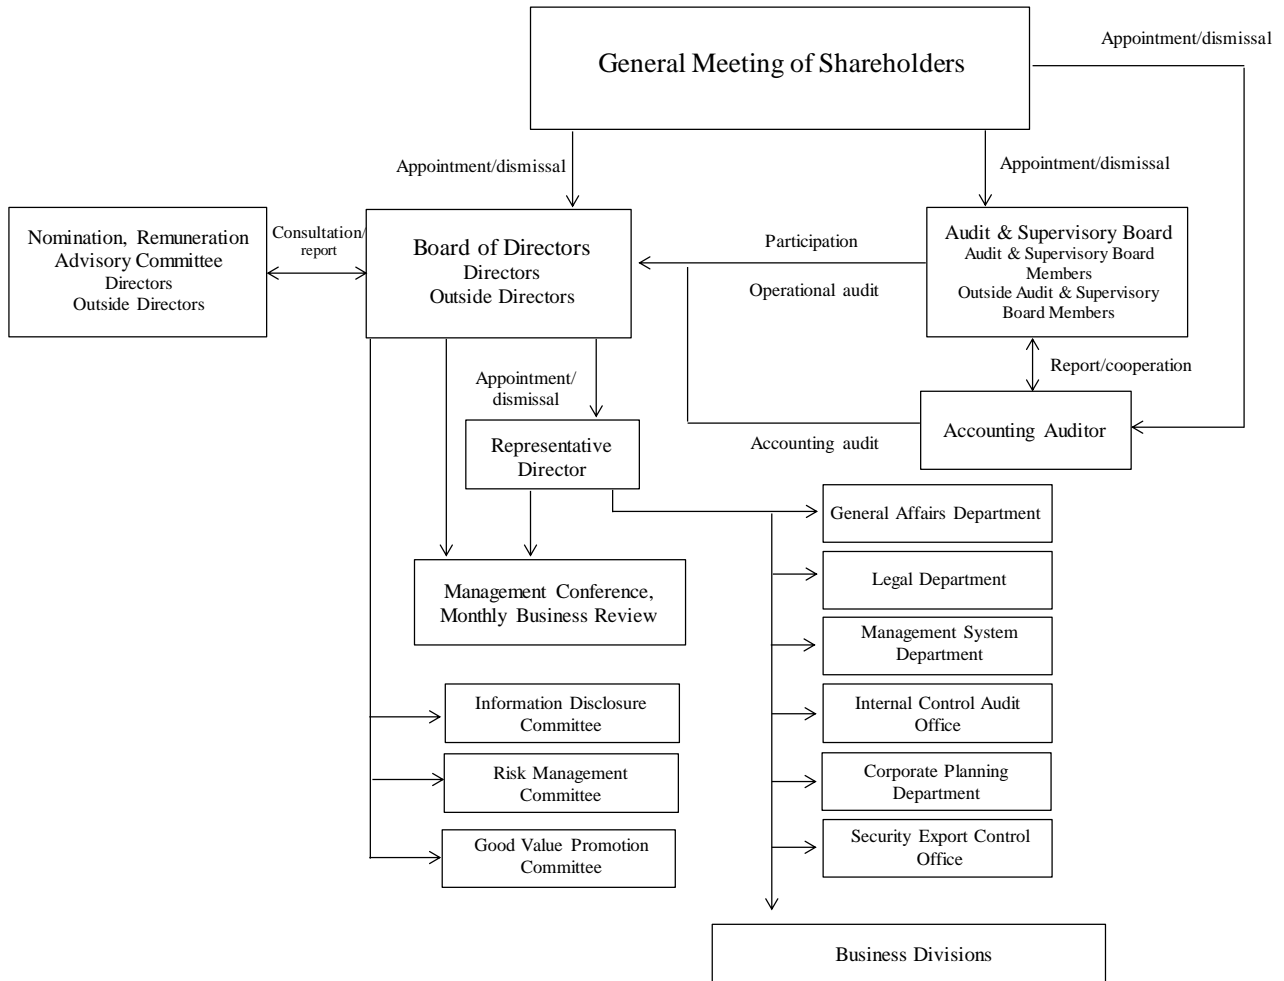 General Meeting of Shareholders
Appointment/dismissal
Appointment/dismissal
Appointment/dismissal
Nomination, Remuneration
Advisory Committee
Directors
Outside Directors
Consultation/
report
Board of Directors
Directors
Outside Directors
Participation
Operational audit
Audit & Supervisory Board
Audit & Supervisory Board
Members
Outside Audit & Supervisory
Board Members
Report/cooperation
Appointment/
dismissal
Accounting audit
Accounting Auditor
Representative
Director
General Affairs Department
Legal Department
Management Conference,
Monthly Business Review
Management System
Department
Information Disclosure
Committee
Internal Control Audit
Office
Risk Management
Committee
Corporate Planning
Department
Good Value Promotion
Committee
Security Export Control
Office
Business Divisions